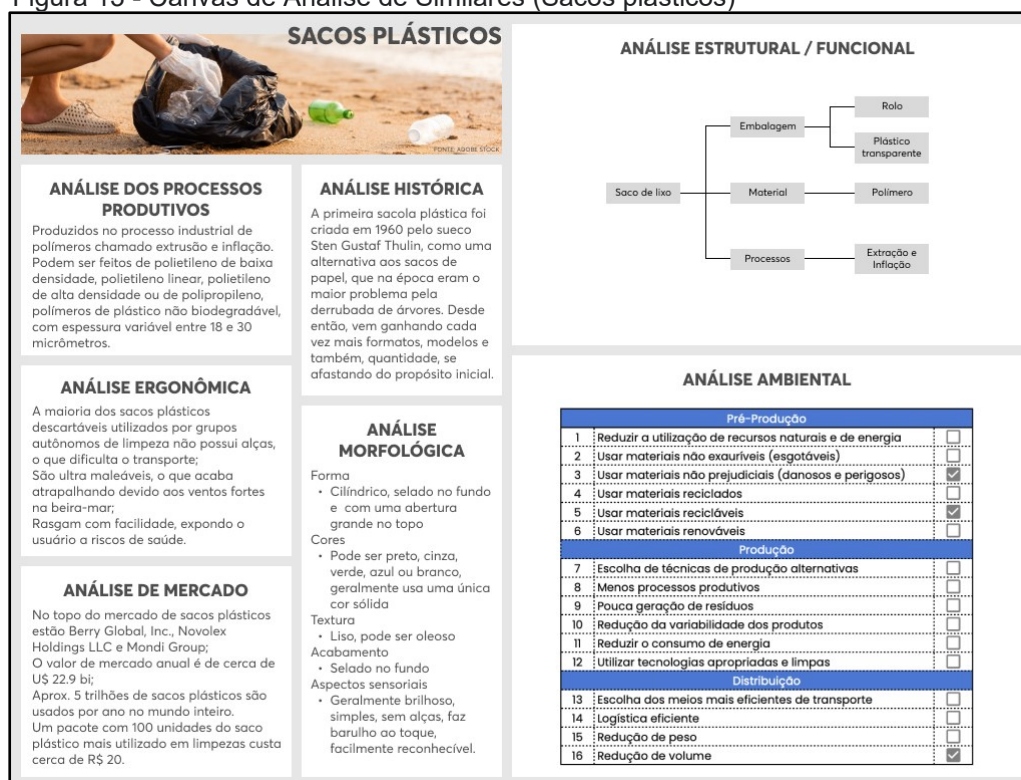 Figura 15 - Canvas de Análise de Similares (Sacos plásticos)
SACOS PLÁSTICOS
FONTE: ADOBE STOCK
ANÁLISE DOS PROCESSOS
PRODUTIVOS
Produzidos no processo industrial de
polímeros chamado extrusão e inflação.
Podem ser feitos de polietileno de baixa
densidade, polietileno linear, polietileno
de alta densidade ou de polipropileno,
polímeros de plástico não biodegradável,
com espessura variável entre 18 e 30
micrômetros.
ANÁLISE ERGONÔMICA
A maioria dos sacos plásticos
descartáveis utilizados por grupos
autônomos de limpeza não possui alças,
o que dificulta o transporte;
São ultra maleáveis, o que acaba
atrapalhando devido aos ventos fortes
na beira-mar;
Rasgam com facilidade, expondo o
usuário a riscos de saúde.
ANÁLISE DE MERCADO
No topo do mercado de sacos plásticos
estão Berry Global, Inc., Novolex
Holdings LLC e Mondi Group;
O valor de mercado anual é de cerca de
U$ 22.9 bi;
Aprox. 5 trilhões de sacos plásticos são
usados por ano no mundo inteiro.
Um pacote com 100 unidades do saco
plástico mais utilizado em limpezas custa
cerca de R$ 20.
ANÁLISE HISTÓRICA
A primeira sacola plástica foi
criada em 1960 pelo sueco
Sten Gustaf Thulin, como uma
alternativa aos sacos de
papel, que na época eram o
maior problema pela
derrubada de árvores. Desde
então, vem ganhando cada
vez mais formatos, modelos e
também, quantidade, se
afastando do propósito inicial.
ANÁLISE
MORFOLÓGICA
Forma
• Cilíndrico, selado no fundo
e com uma abertura
grande no topo
Cores
• Pode ser preto, cinza,
verde, azul ou branco,
geralmente usa uma única
cor sólida
Textura
• Liso, pode ser oleoso
Acabamento
• Selado no fundo
Aspectos sensoriais
• Geralmente brilhoso,
simples, sem alças, faz
barulho ao toque,
facilmente reconhecível.
ANÁLISE ESTRUTURAL / FUNCIONAL
Saco de lixo
Embalagem
Rolo
Plástico
transparente
Material
Polímero
Processos
Extração e
Inflação
ANÁLISE AMBIENTAL
Pré-Produção
1 Reduzir a utilização de recursos naturais e de energia
2 Usar materiais não exauríveis (esgotáveis)
3 Usar materiais não prejudiciais (danosos e perigosos)
4 Usar materiais reciclados
5 Usar materiais recicláveis
6 Usar materiais renováveis
Produção
7 Escolha de técnicas de produção alternativas
8 Menos processos produtivos
9 Pouca geração de resíduos
10 Redução da variabilidade dos produtos
11 Reduzir o consumo de energia
12 Utilizar tecnologias apropriadas e limpas
Distribuição
13 Escolha dos meios mais eficientes de transporte
14 Logística eficiente
15 Redução de peso
16 Redução de volume